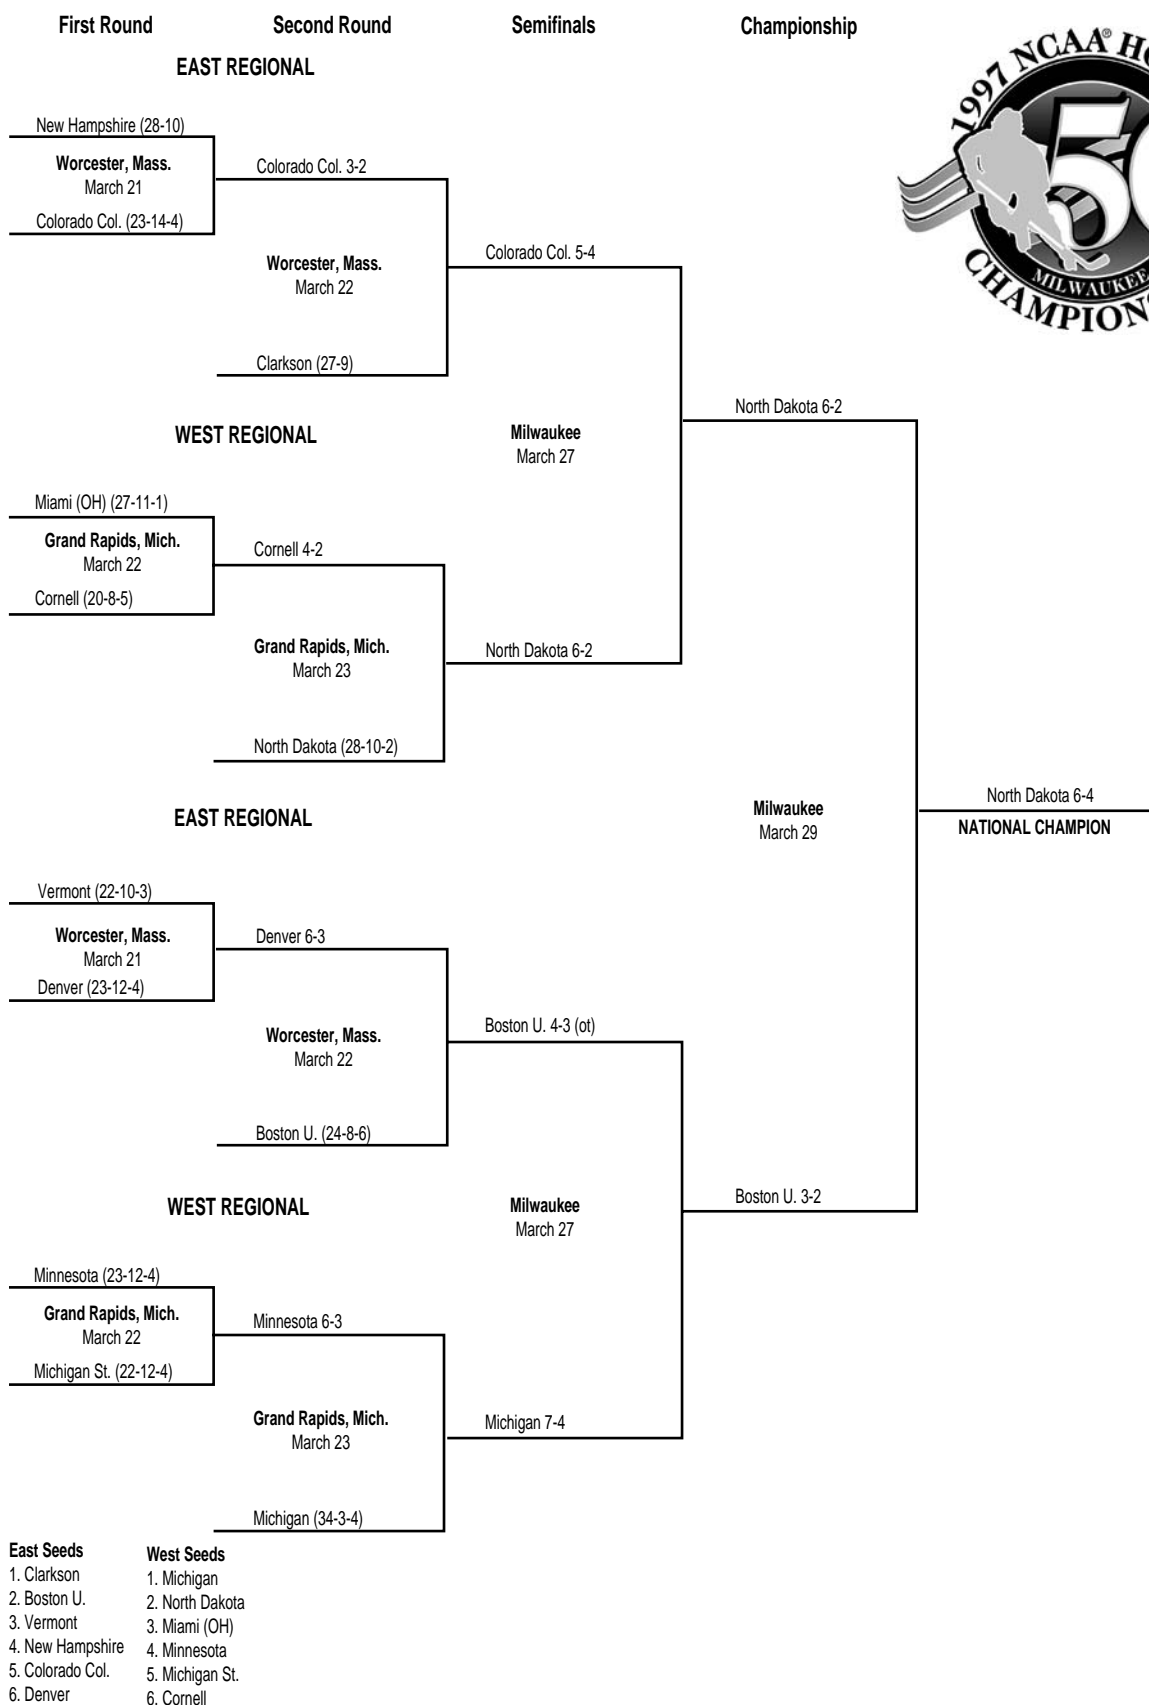 First Round Second Round Semifinals Championship
EAST REGIONAL
New Hampshire (28-10)
Worcester, Mass.
March 21
Colorado Col. (23-14-4)
Colorado Col. 3-2
Worcester, Mass.
March 22
Clarkson (27-9)
Colorado Col. 5-4
WEST REGIONAL
Miami (OH) (27-11-1)
Grand Rapids, Mich.
March 22
Cornell (20-8-5)
Cornell 4-2
Grand Rapids, Mich.
March 23
North Dakota (28-10-2)
North Dakota 6-2
Milwaukee
March 27
North Dakota 6-2
EAST REGIONAL
Vermont (22-10-3)
Worcester, Mass.
March 21
Denver (23-12-4)
Denver 6-3
Worcester, Mass.
March 22
Boston U. (24-8-6)
Boston U. 4-3 (ot)
WEST REGIONAL
Minnesota (23-12-4)
Grand Rapids, Mich.
March 22
Michigan St. (22-12-4)
Minnesota 6-3
Grand Rapids, Mich.
March 23
Michigan (34-3-4)
Michigan 7-4
Milwaukee
March 27
Boston U. 3-2
Milwaukee
March 29
North Dakota 6-4
NATIONAL CHAMPION
1997 NCAA®
50
MILWAUKEE
East Seeds
1. Clarkson
2. Boston U.
3. Vermont
4. New Hampshire
5. Colorado Col.
6. Denver
West Seeds
1. Michigan
2. North Dakota
3. Miami (OH)
4. Minnesota
5. Michigan St.
6. Cornell